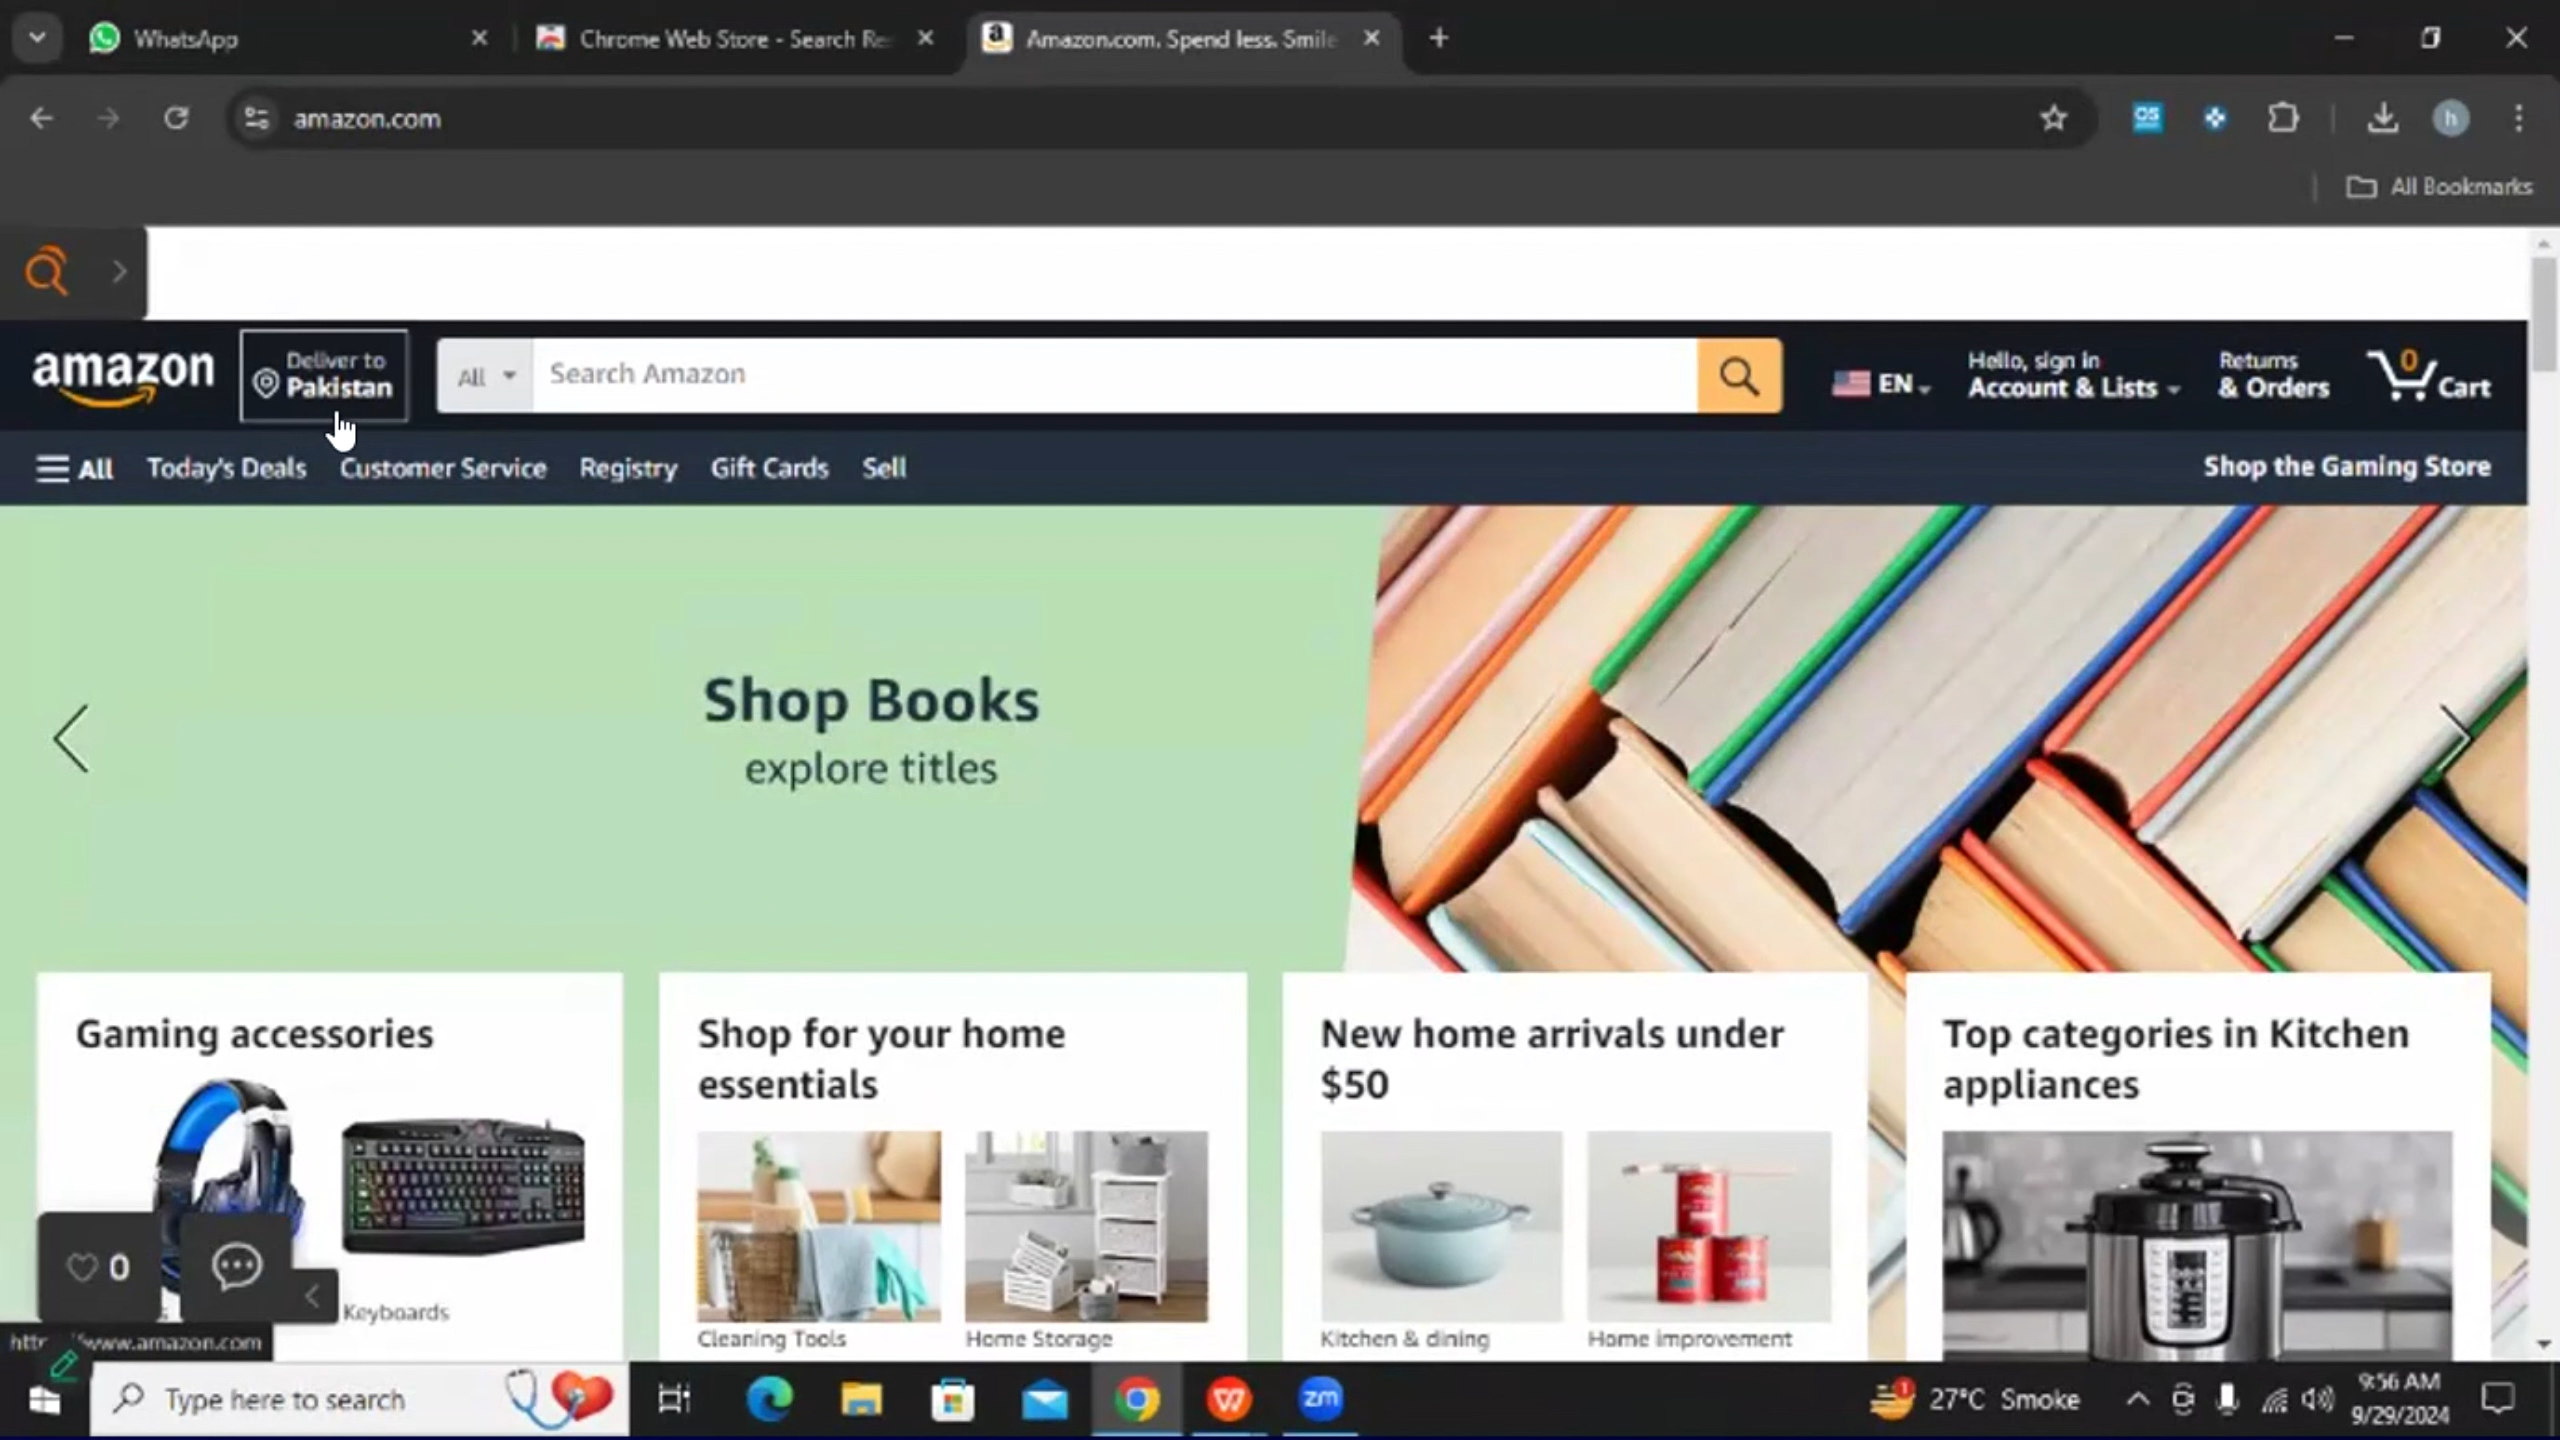 WhatsApp
Chrome Web Store - Search Re
Amazon.com. Spend less. Smile
amazon.com
OS
h
All Bookmarks
amazon
Deliver to
Pakistan
All
Search Amazon
EN
Hello, sign in
Account & Lists
Returns
& Orders
0
Cart
All
Today's Deals
Customer Service
Registry
Gift Cards
Sell
Shop the Gaming Store
Shop Books
explore titles
Gaming accessories
Shop for your home
essentials
New home arrivals under
$50
Top categories in Kitchen
appliances
0
Keyboards
Cleaning Tools
Home Storage
Kitchen & dining
Home improvement
www.amazon.com
Type here to search
zm
1
27°C Smoke
9:56 AM
9/29/2024